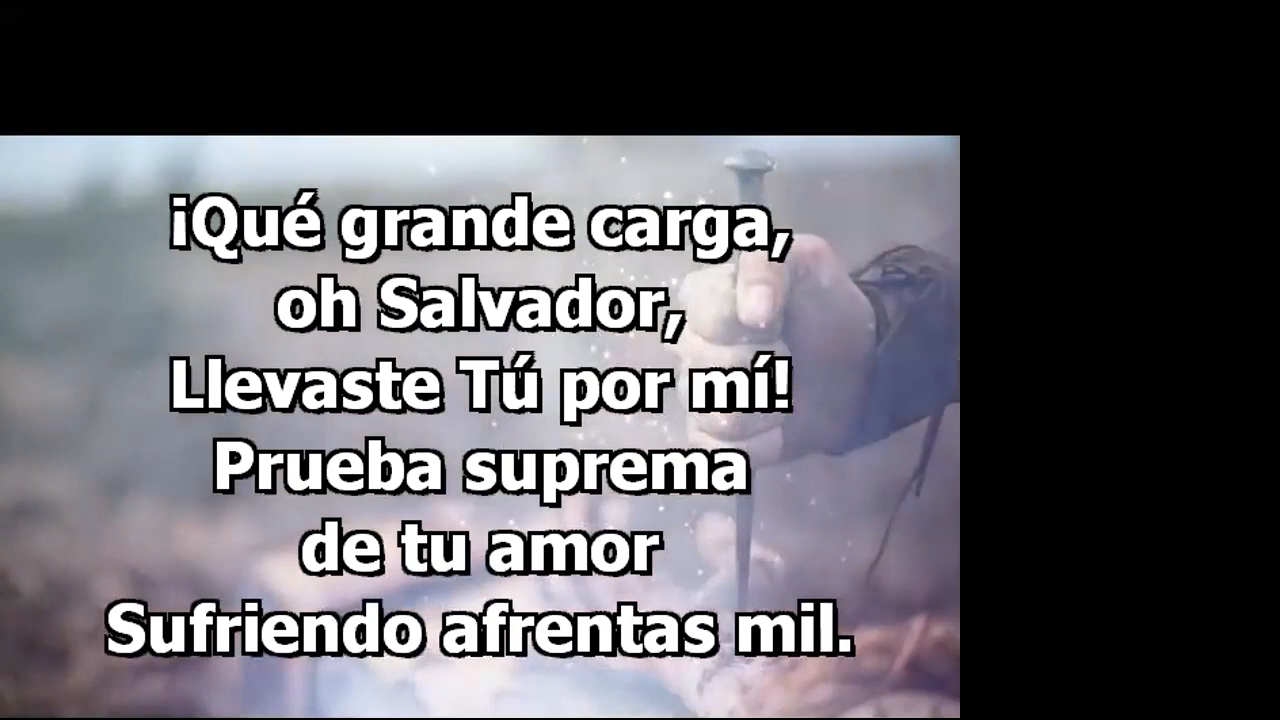 ¡Qué grande carga,
oh Salvador,
Llevaste Tú por mí!
Prueba suprema
de tu amor
Sufriendo afrentas mil.